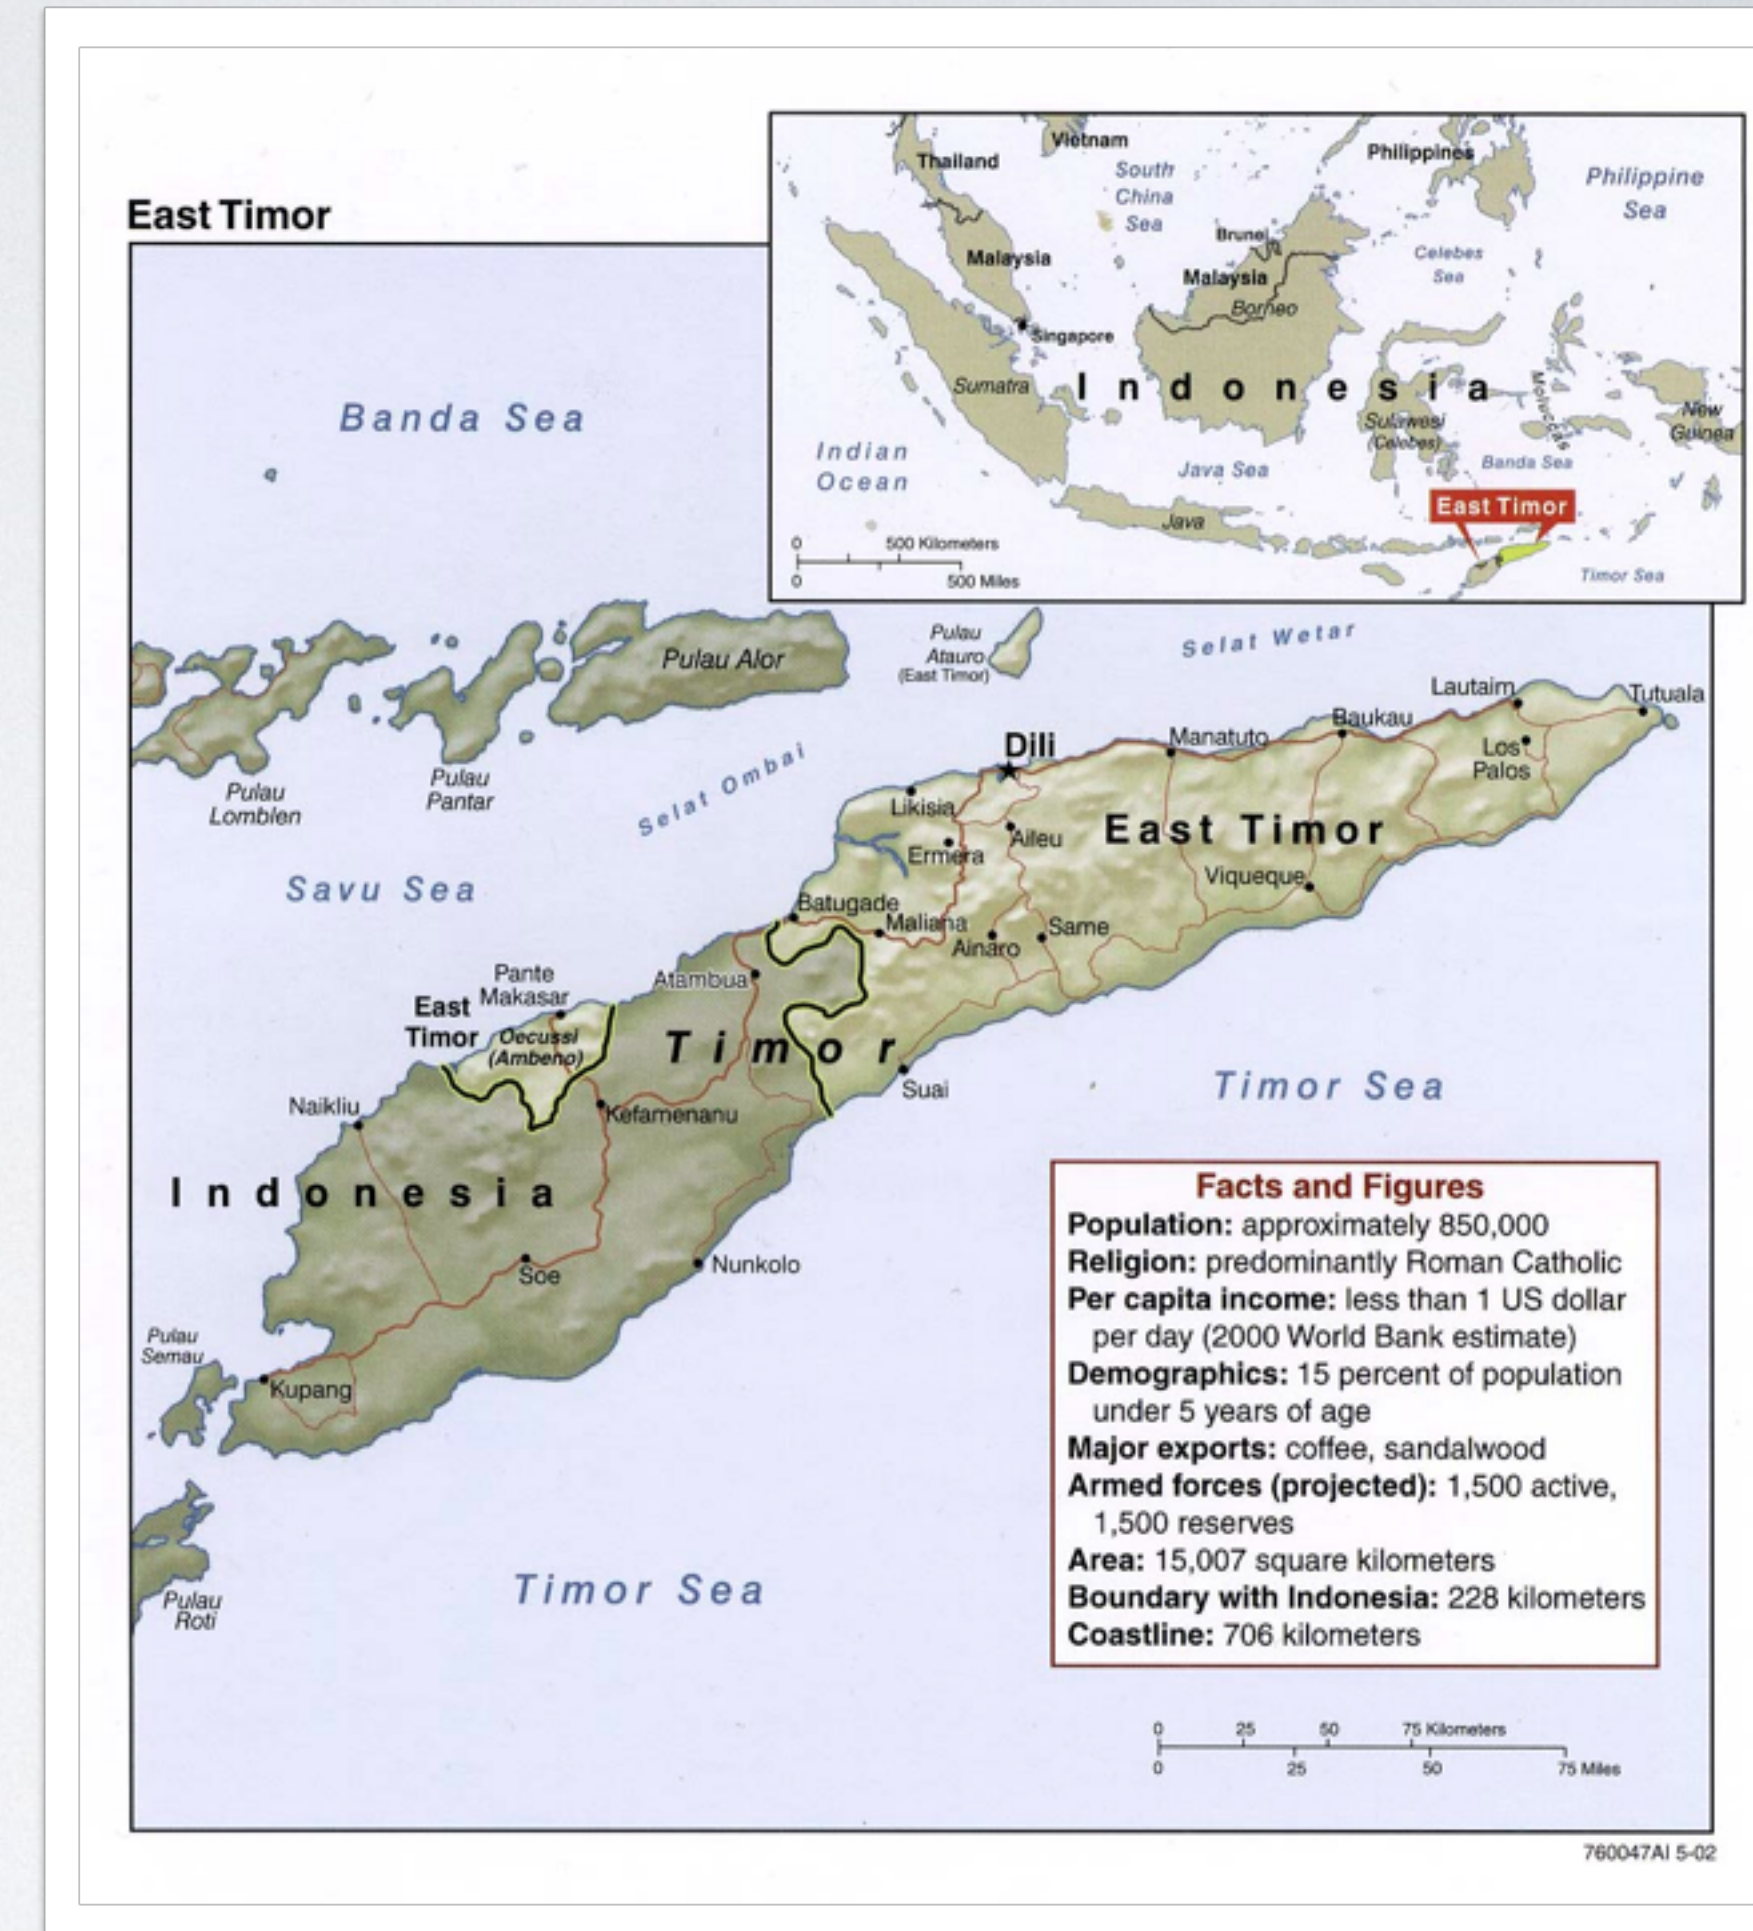 East Timor
Thailand
Vietnam
South
China
Sea
Philippines
Philippine
Sea
Malaysia
Brunei
Malaysia
Borneo
Celebes
Sea
Singapore
Sumatra
Indonesia
Sulawesi
(Celebes)
Moluccas
New
Guinea
Indian
Ocean
Java Sea
Banda Sea
East Timor
Java
Timor Sea
0 500 Kilometers
0 500 Miles
Banda Sea
Pulau Alor
Pulau
Atauro
(East Timor)
Selat Wetar
Lautaim
Tutuala
Baukau
Manatuto
Dili
Los
Palos
Pulau
Lomblen
Pulau
Pantar
Selat Ombai
Likisia
Aileu
Ermera
East Timor
Viqueque
Savu Sea
Batugade
Maliana
Same
Ainaro
Atambua
Pante
Makasar
East
Timor
Oecussi
(Ambeno)
Timor
Suai
Timor Sea
Naikliu
Kefamenanu
Indonesia
Soe
Nunkolo
Pulau
Semau
Kupang
Pulau
Roti
Timor Sea
Facts and Figures
Population: approximately 850,000
Religion: predominantly Roman Catholic
Per capita income: less than 1 US dollar
per day (2000 World Bank estimate)
Demographics: 15 percent of population
under 5 years of age
Major exports: coffee, sandalwood
Armed forces (projected): 1,500 active,
1,500 reserves
Area: 15,007 square kilometers
Boundary with Indonesia: 228 kilometers
Coastline: 706 kilometers
0 25 50 75 Kilometers
0 25 50 75 Miles
760047AI 5-02